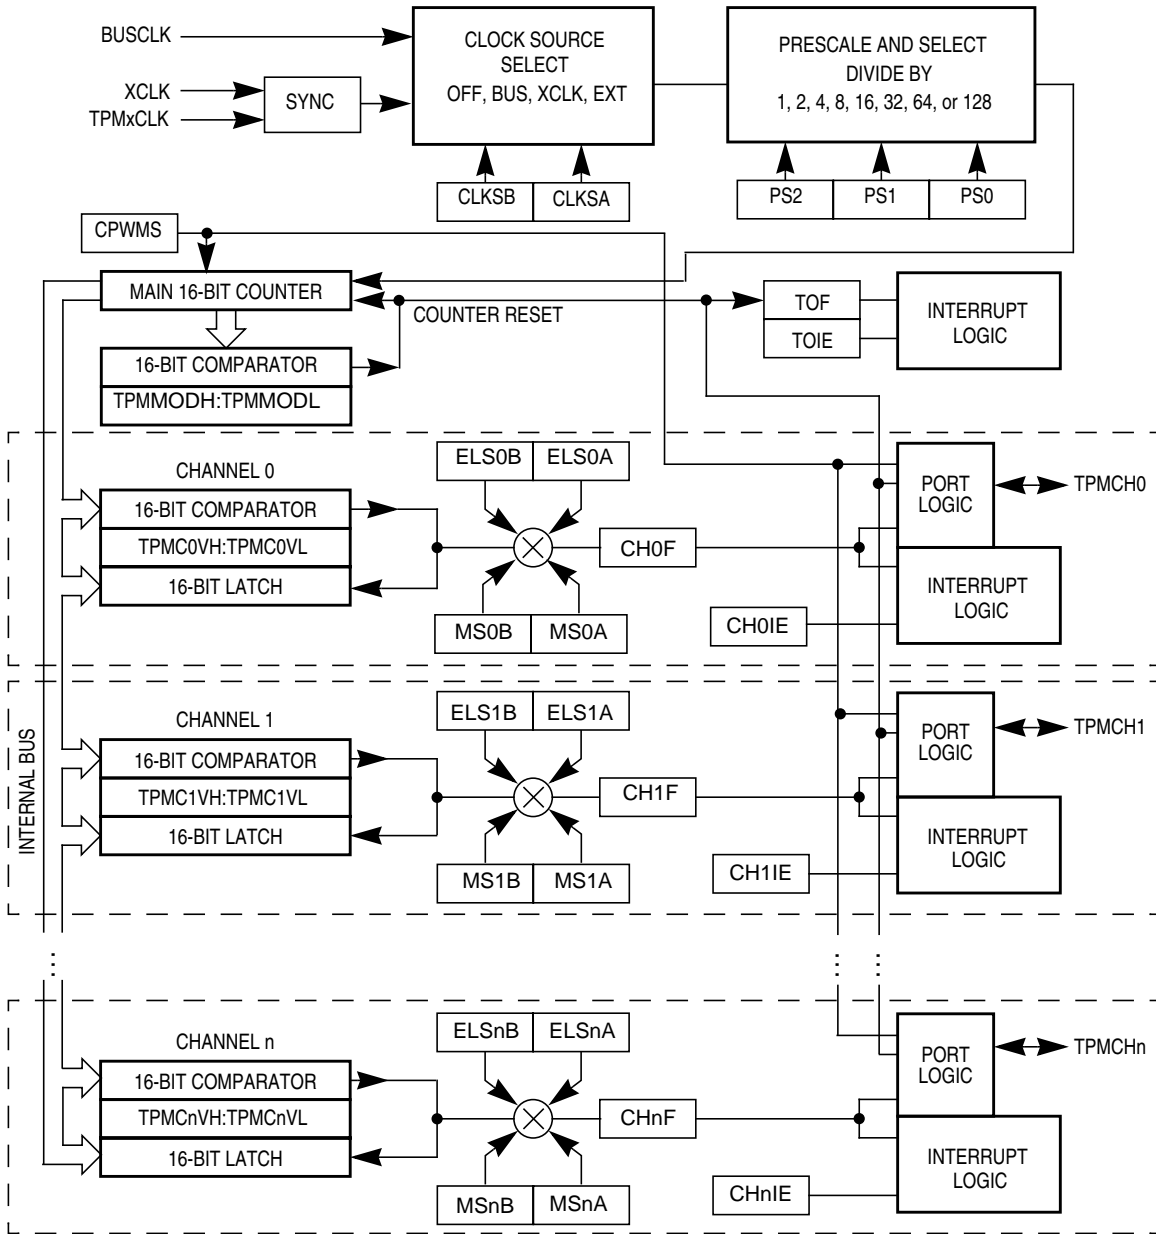 BUSCLK
XCLK
TPMxCLK
SYNC
CLOCK SOURCE
SELECT
OFF, BUS, XCLK, EXT
PRESCALE AND SELECT
DIVIDE BY
1, 2, 4, 8, 16, 32, 64, or 128
CLKSB
CLKSA
PS2
PS1
PS0
CPWMS
MAIN 16-BIT COUNTER
COUNTER RESET
TOF
TOIE
INTERRUPT
LOGIC
16-BIT COMPARATOR
TPMMODH:TPMMODL
CHANNEL 0
16-BIT COMPARATOR
TPMC0VH:TPMC0VL
16-BIT LATCH
ELS0B
ELS0A
MS0B
MS0A
CH0F
CH0IE
PORT
LOGIC
TPMCH0
INTERRUPT
LOGIC
INTERNAL BUS
CHANNEL 1
16-BIT COMPARATOR
TPMC1VH:TPMC1VL
16-BIT LATCH
ELS1B
ELS1A
MS1B
MS1A
CH1F
CH1IE
PORT
LOGIC
TPMCH1
INTERRUPT
LOGIC
...
...
...
CHANNEL n
16-BIT COMPARATOR
TPMCnVH:TPMCnVL
16-BIT LATCH
ELSnB
ELSnA
MSnB
MSnA
CHnF
CHnIE
PORT
LOGIC
TPMCHn
INTERRUPT
LOGIC